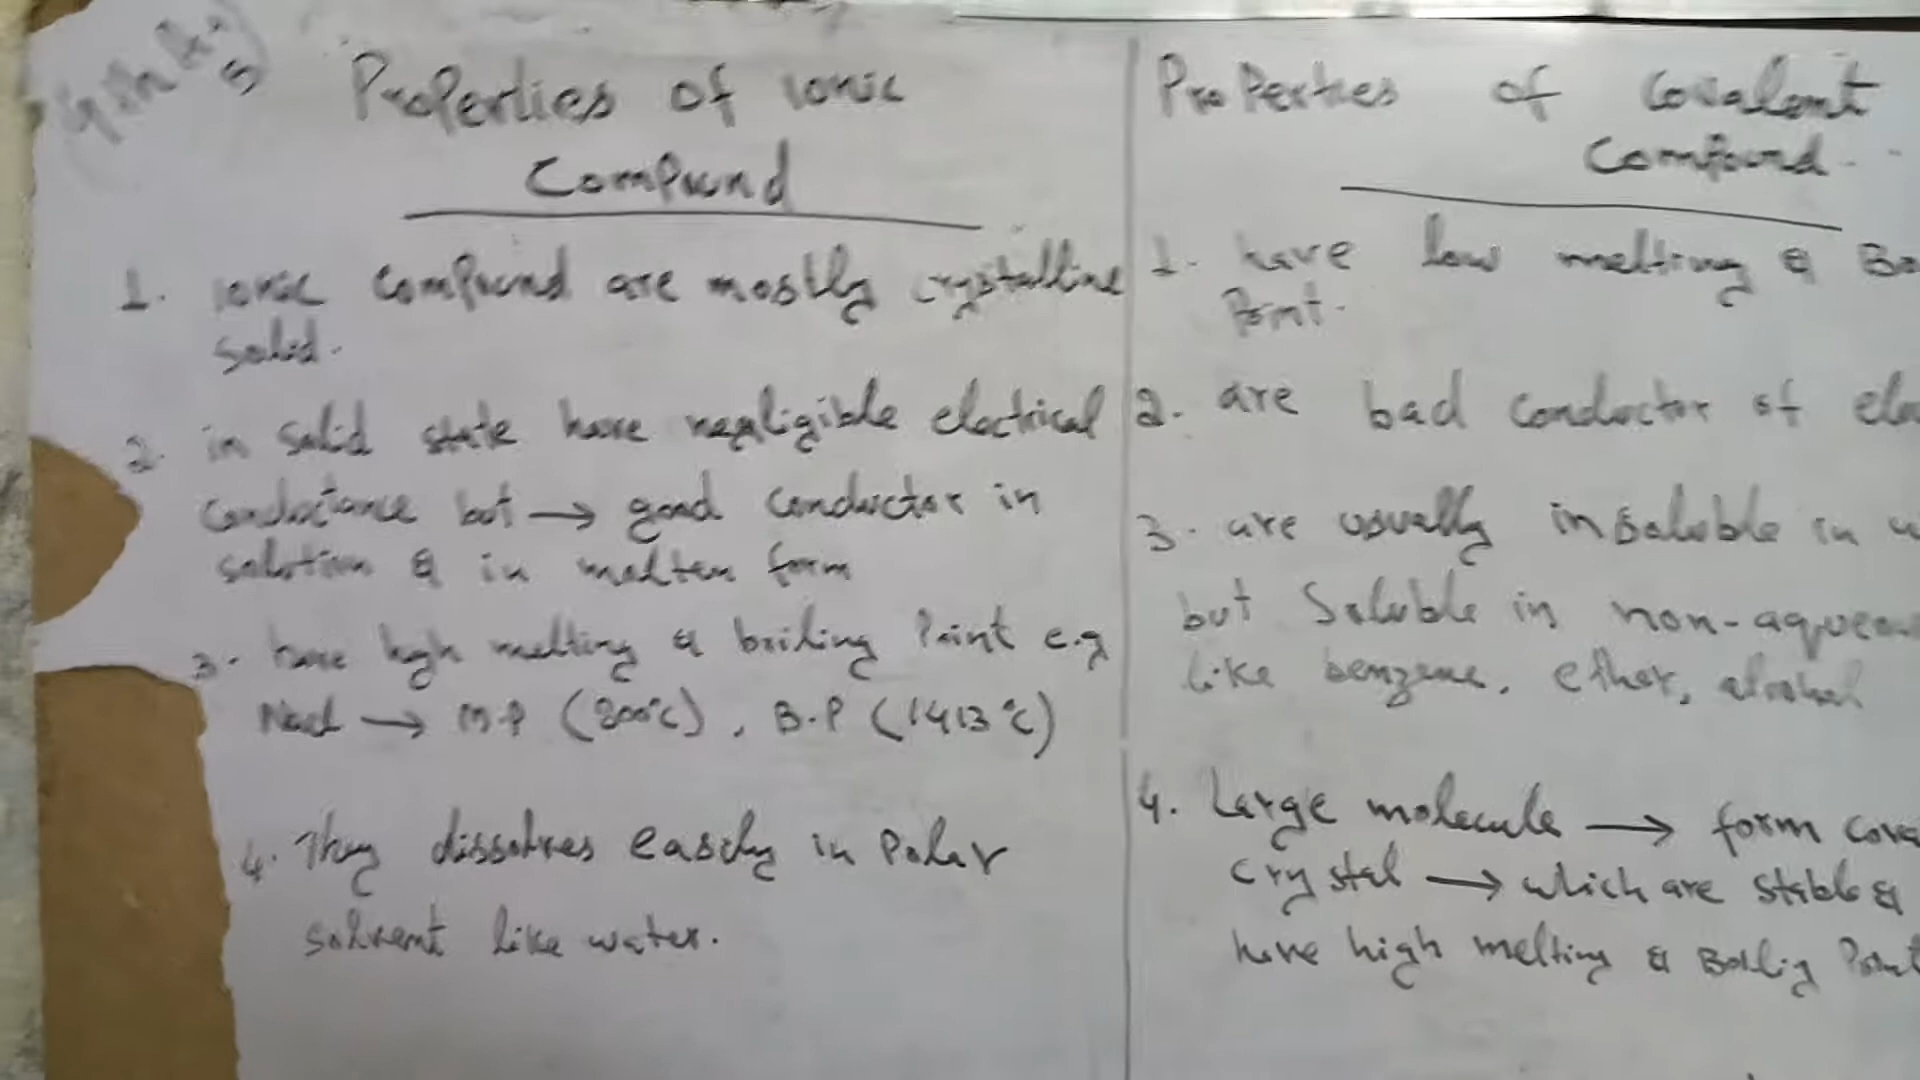 Properties of ionic
Compound
1. ionic compound are mostly crystalline
solid.
2. in solid state have negligible electrical
conductance but → good conductor in
solution & in molten form
3. have high melting & boiling Point e.g
Nacl → M.P (800°c), B.P (1413°c)
4. They dissolves easily in Polar
solvent like water.
Properties of Covalent
Compound.
1. have low melting & Bo
Point.
2. are bad conductor of elec
3. are usually insoluble in w
but Soluble in non-aqueou
like benzene, ether, alcohol
4. Large molecule → form cova
crystal → which are stable &
have high melting & Boilig Point